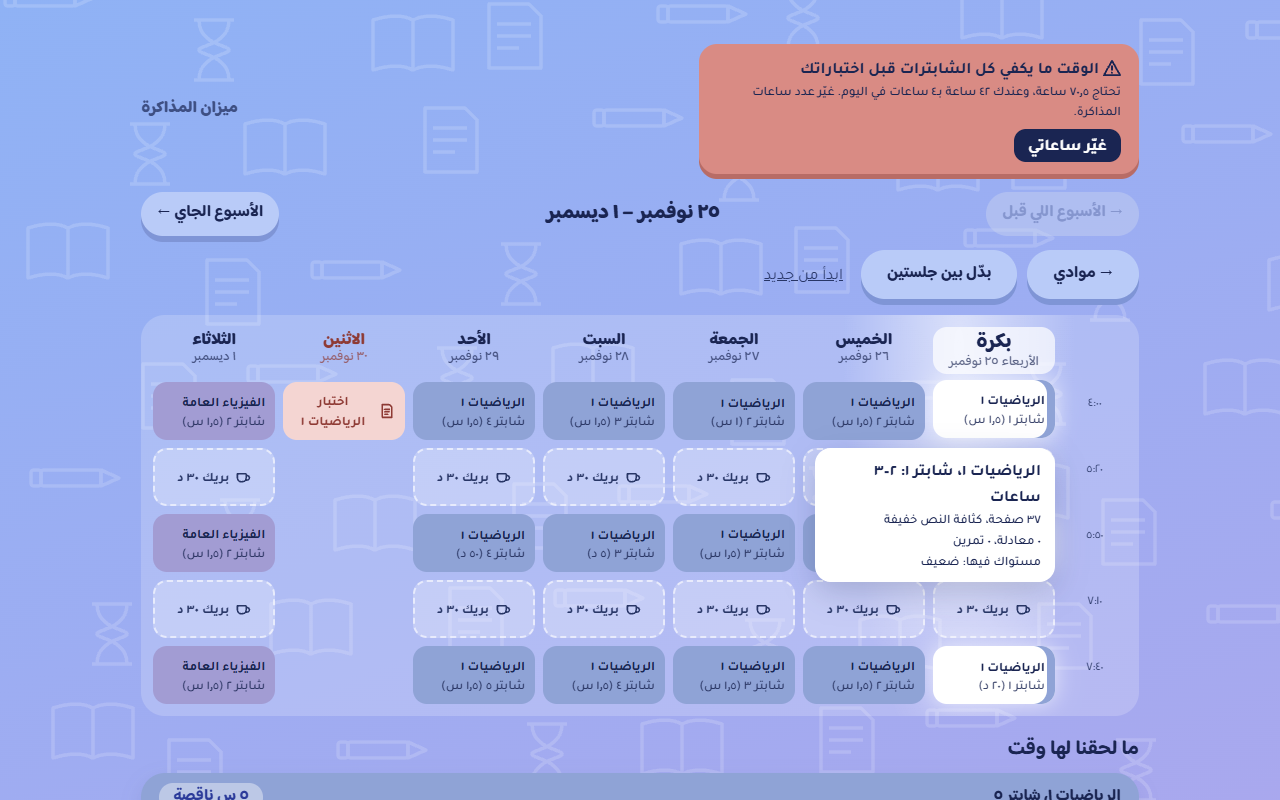 الوقت ما يكفي كل الشابترات قبل اختباراتك
تحتاج ٧٠٫٥ ساعة، وعندك ٤٢ ساعة بـ٤ ساعات في اليوم. غيّر عدد ساعات
المذاكرة.
غيّر ساعاتي
ميزان المذاكرة
→ الأسبوع اللي قبل
٢٥ نوفمبر – ١ ديسمبر
الأسبوع الجاي ←
→ موادي
بدّل بين جلستين
ابدأ من جديد
بكرة
الأربعاء ٢٥ نوفمبر
الخميس
٢٦ نوفمبر
الجمعة
٢٧ نوفمبر
السبت
٢٨ نوفمبر
الأحد
٢٩ نوفمبر
الاثنين
٣٠ نوفمبر
الثلاثاء
١ ديسمبر
٤:٠٠
الرياضيات ١
شابتر ١ (١٫٥ س)
الرياضيات ١
شابتر ٢ (١٫٥ س)
الرياضيات ١
شابتر ٢ (١ س)
الرياضيات ١
شابتر ٣ (١٫٥ س)
الرياضيات ١
شابتر ٤ (١٫٥ س)
اختبار
الرياضيات ١
الفيزياء العامة
شابتر ٢ (١٫٥ س)
٥:٢٠
الرياضيات ١، شابتر ١: ٢-٣
ساعات
٣٧ صفحة، كثافة النص خفيفة
٠ معادلة، ٠ تمرين
مستواك فيها: ضعيف
بريك ٣٠ د
بريك ٣٠ د
بريك ٣٠ د
بريك ٣٠ د
٥:٥٠
الرياضيات ١
شابتر ٣ (١٫٥ س)
الرياضيات ١
شابتر ٣ (٥ د)
الرياضيات ١
شابتر ٤ (٥٠ د)
الفيزياء العامة
شابتر ٢ (١٫٥ س)
٧:١٠
بريك ٣٠ د
بريك ٣٠ د
بريك ٣٠ د
بريك ٣٠ د
بريك ٣٠ د
بريك ٣٠ د
٧:٤٠
الرياضيات ١
شابتر ١ (٢٠ د)
الرياضيات ١
شابتر ٢ (١٫٥ س)
الرياضيات ١
شابتر ٣ (١٫٥ س)
الرياضيات ١
شابتر ٤ (١٫٥ س)
الرياضيات ١
شابتر ٥ (١٫٥ س)
الفيزياء العامة
شابتر ٢ (١٫٥ س)
ما لحقنا لها وقت
الرياضيات ١، شابتر ٥
٥ س ناقصة